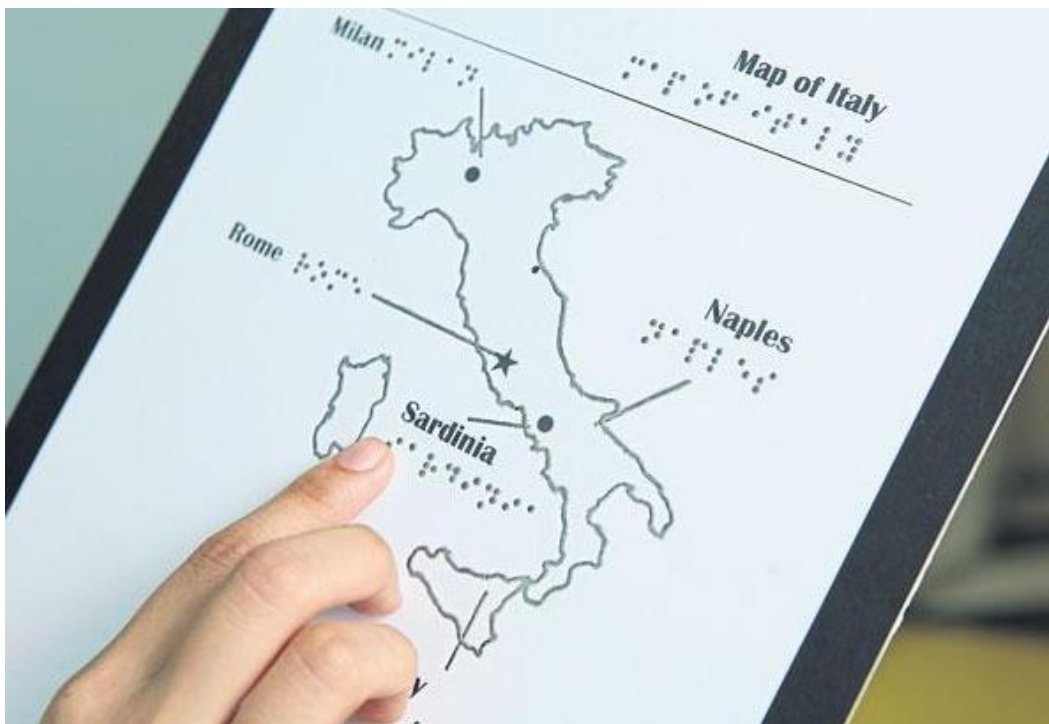 Map of Italy
⠍⠁⠏ ⠕⠋ ⠊⠞⠁⠇⠽
Milan ⠍⠊⠇⠁⠝
Rome ⠗⠕⠍⠑
Naples
⠝⠁⠏⠇⠑⠎
Sardinia